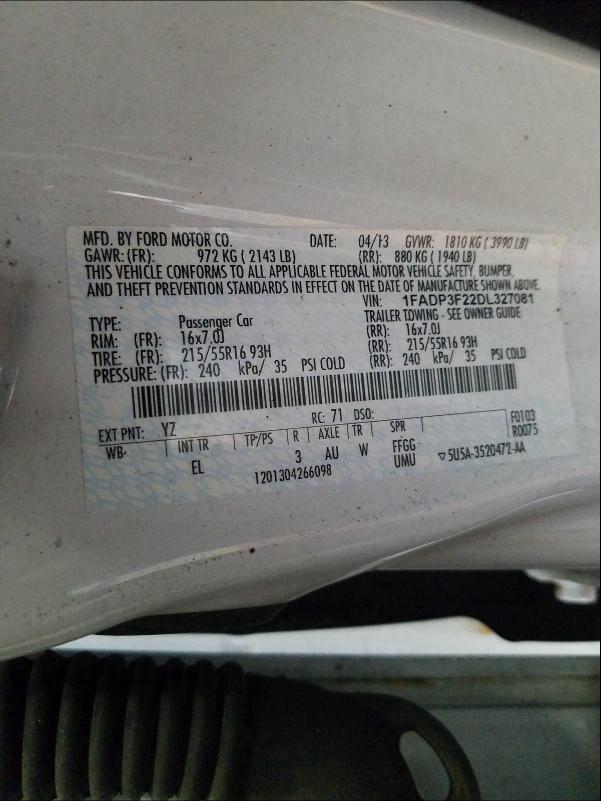 MFD. BY FORD MOTOR CO. DATE: 04/13 GVWR: 1810 KG ( 3990 LB)
GAWR: (FR): 972 KG ( 2143 LB) (RR): 880 KG ( 1940 LB)
THIS VEHICLE CONFORMS TO ALL APPLICABLE FEDERAL MOTOR VEHICLE SAFETY, BUMPER,
AND THEFT PREVENTION STANDARDS IN EFFECT ON THE DATE OF MANUFACTURE SHOWN ABOVE.
VIN: 1FADP3F22DL327081
TYPE: Passenger Car TRAILER TOWING - SEE OWNER GUIDE
RIM: (FR): 16x7.0J (RR): 16x7.0J
TIRE: (FR): 215/55R16 93H (RR): 215/55R16 93H
PRESSURE: (FR): 240 kPa/ 35 PSI COLD (RR): 240 kPa/ 35 PSI COLD
EXT PNT: YZ RC: 71 DSO: F0103
WB INT TR TP/PS R AXLE TR SPR R0075
EL 3 AU W FFGG ▽5U5A-3520472-AA
1201304266098 UMU